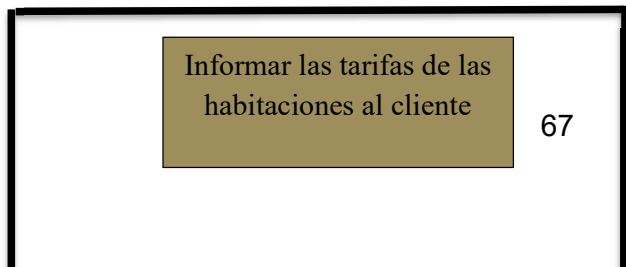 Informar las tarifas de las
habitaciones al cliente
67